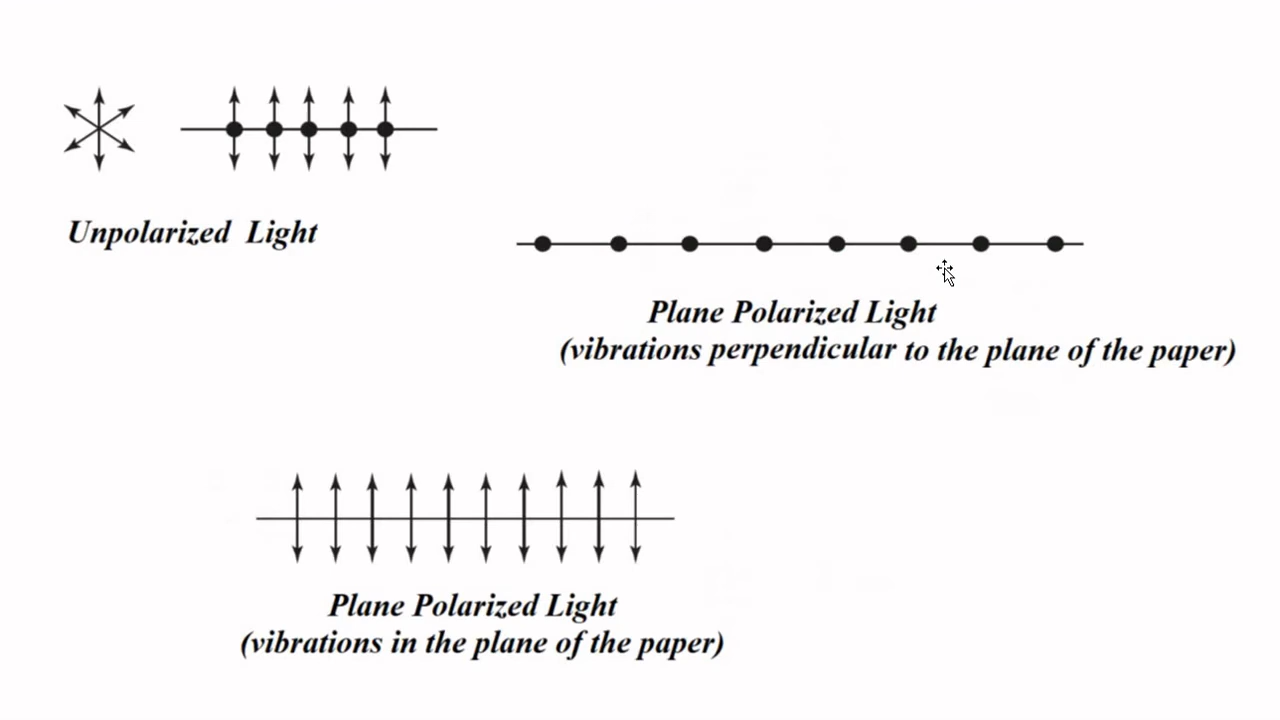 Unpolarized Light
Plane Polarized Light
(vibrations perpendicular to the plane of the paper)
Plane Polarized Light
(vibrations in the plane of the paper)